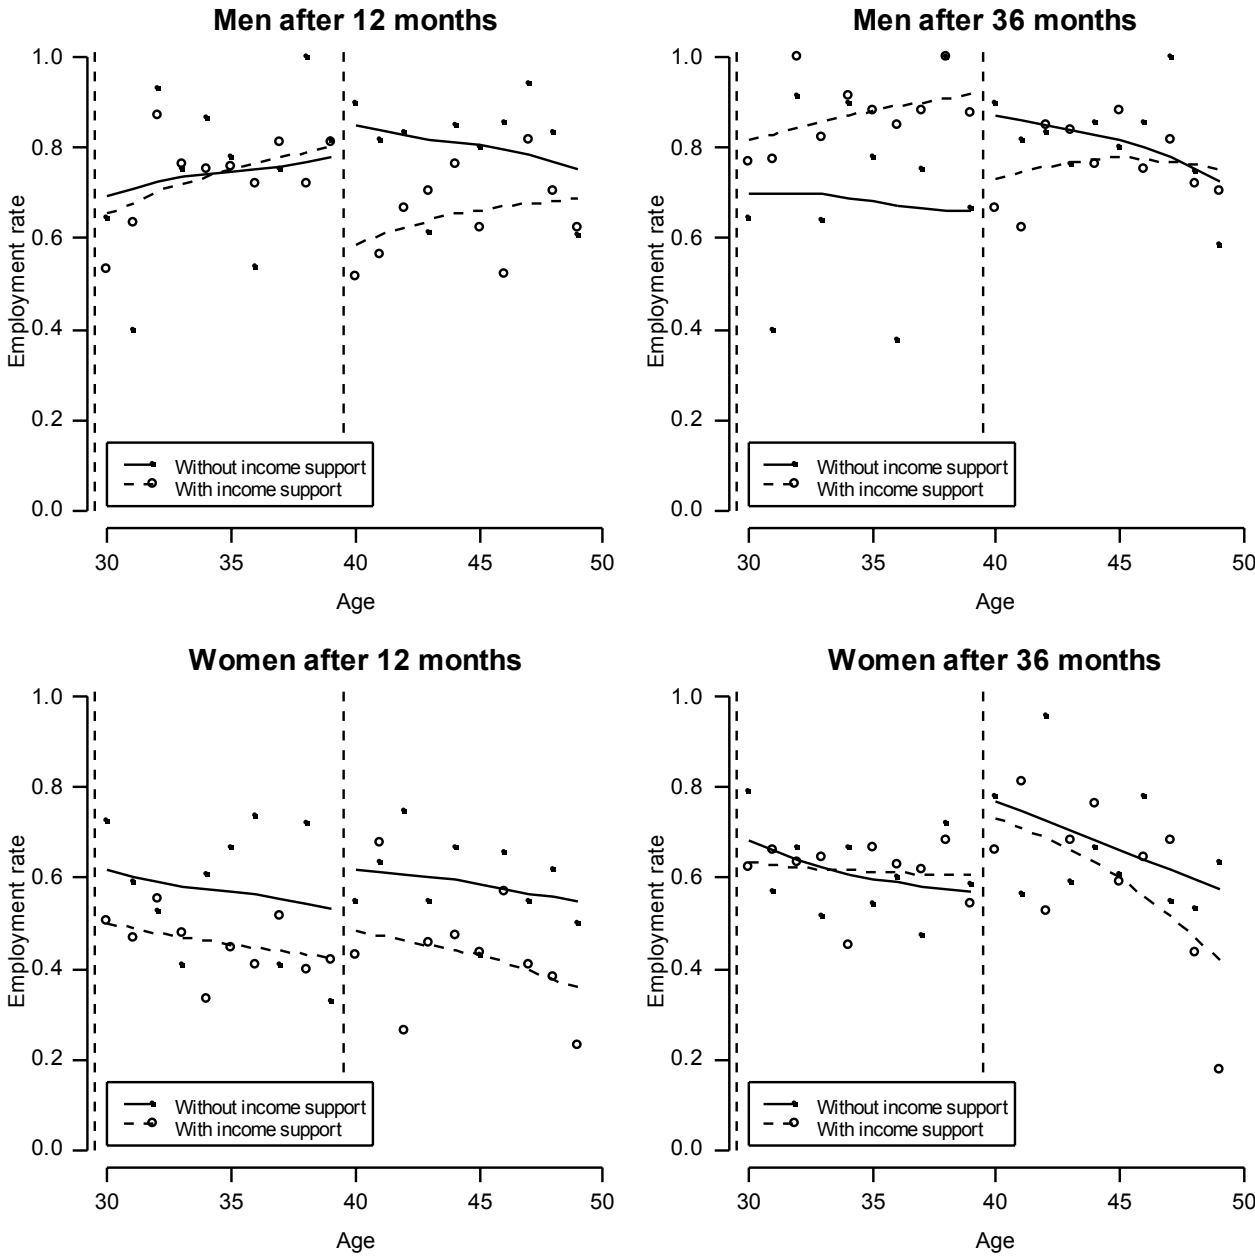 Men after 12 months
Employment rate
1.0
0.8
0.6
0.4
0.2
0.0
Without income support
With income support
30 35 40 45 50
Age
Men after 36 months
Employment rate
1.0
0.8
0.6
0.4
0.2
0.0
Without income support
With income support
30 35 40 45 50
Age
Women after 12 months
Employment rate
1.0
0.8
0.6
0.4
0.2
0.0
Without income support
With income support
30 35 40 45 50
Age
Women after 36 months
Employment rate
1.0
0.8
0.6
0.4
0.2
0.0
Without income support
With income support
30 35 40 45 50
Age